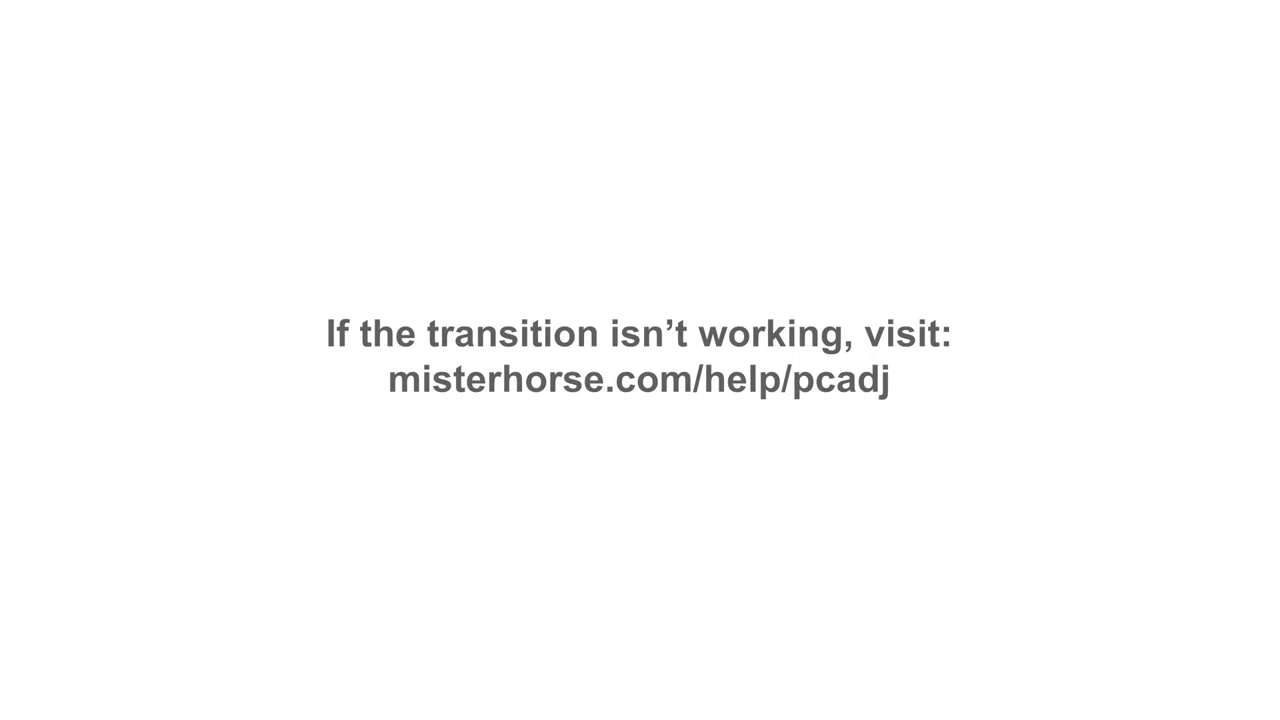 If the transition isn’t working, visit:
misterhorse.com/help/pcadj